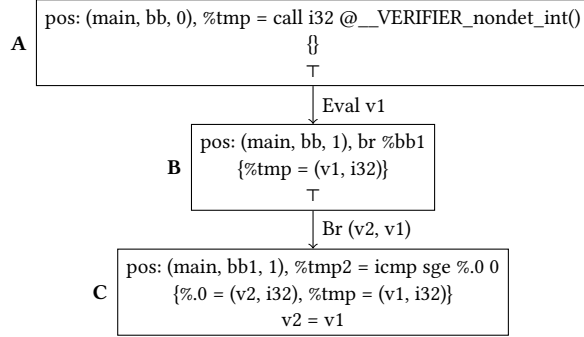 pos: (main, bb, 0), %tmp = call i32 @__VERIFIER_nondet_int()
A
{}
⊤
Eval v1
pos: (main, bb, 1), br %bb1
B
{%tmp = (v1, i32)}
⊤
Br (v2, v1)
pos: (main, bb1, 1), %tmp2 = icmp sge %.0 0
C
{%.0 = (v2, i32), %tmp = (v1, i32)}
v2 = v1